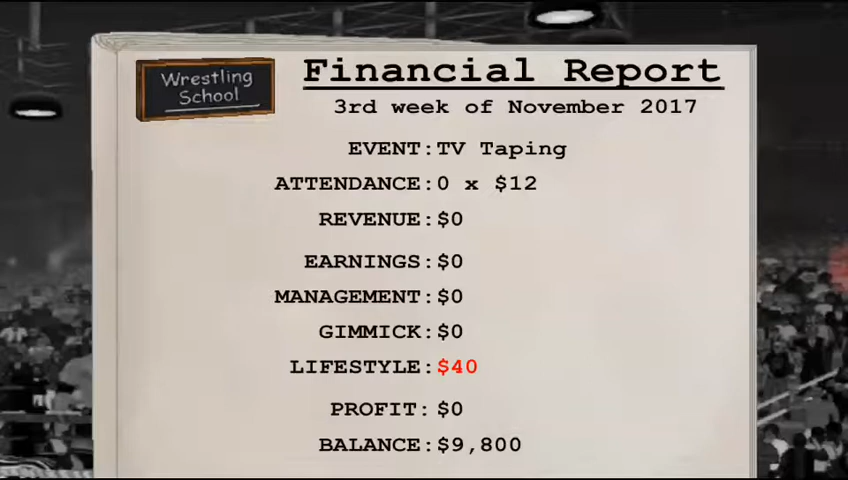 Wrestling
School
Financial Report
3rd week of November 2017
EVENT: TV Taping
ATTENDANCE: 0 x $12
REVENUE: $0
EARNINGS: $0
MANAGEMENT: $0
GIMMICK: $0
LIFESTYLE: $40
PROFIT: $0
BALANCE: $9,800